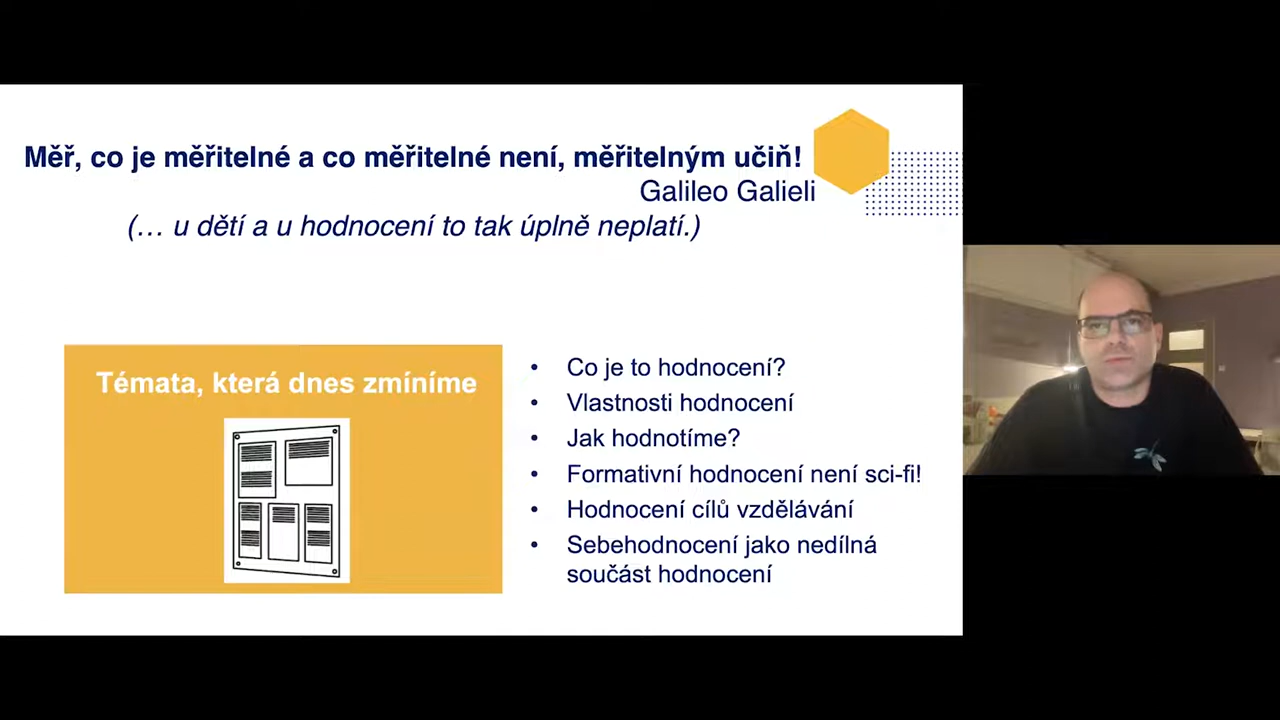 Měř, co je měřitelné a co měřitelné není, měřitelným učiň!
Galileo Galieli
(… u dětí a u hodnocení to tak úplně neplatí.)
Témata, která dnes zmíníme
• Co je to hodnocení?
• Vlastnosti hodnocení
• Jak hodnotíme?
• Formativní hodnocení není sci-fi!
• Hodnocení cílů vzdělávání
• Sebehodnocení jako nedílná
součást hodnocení